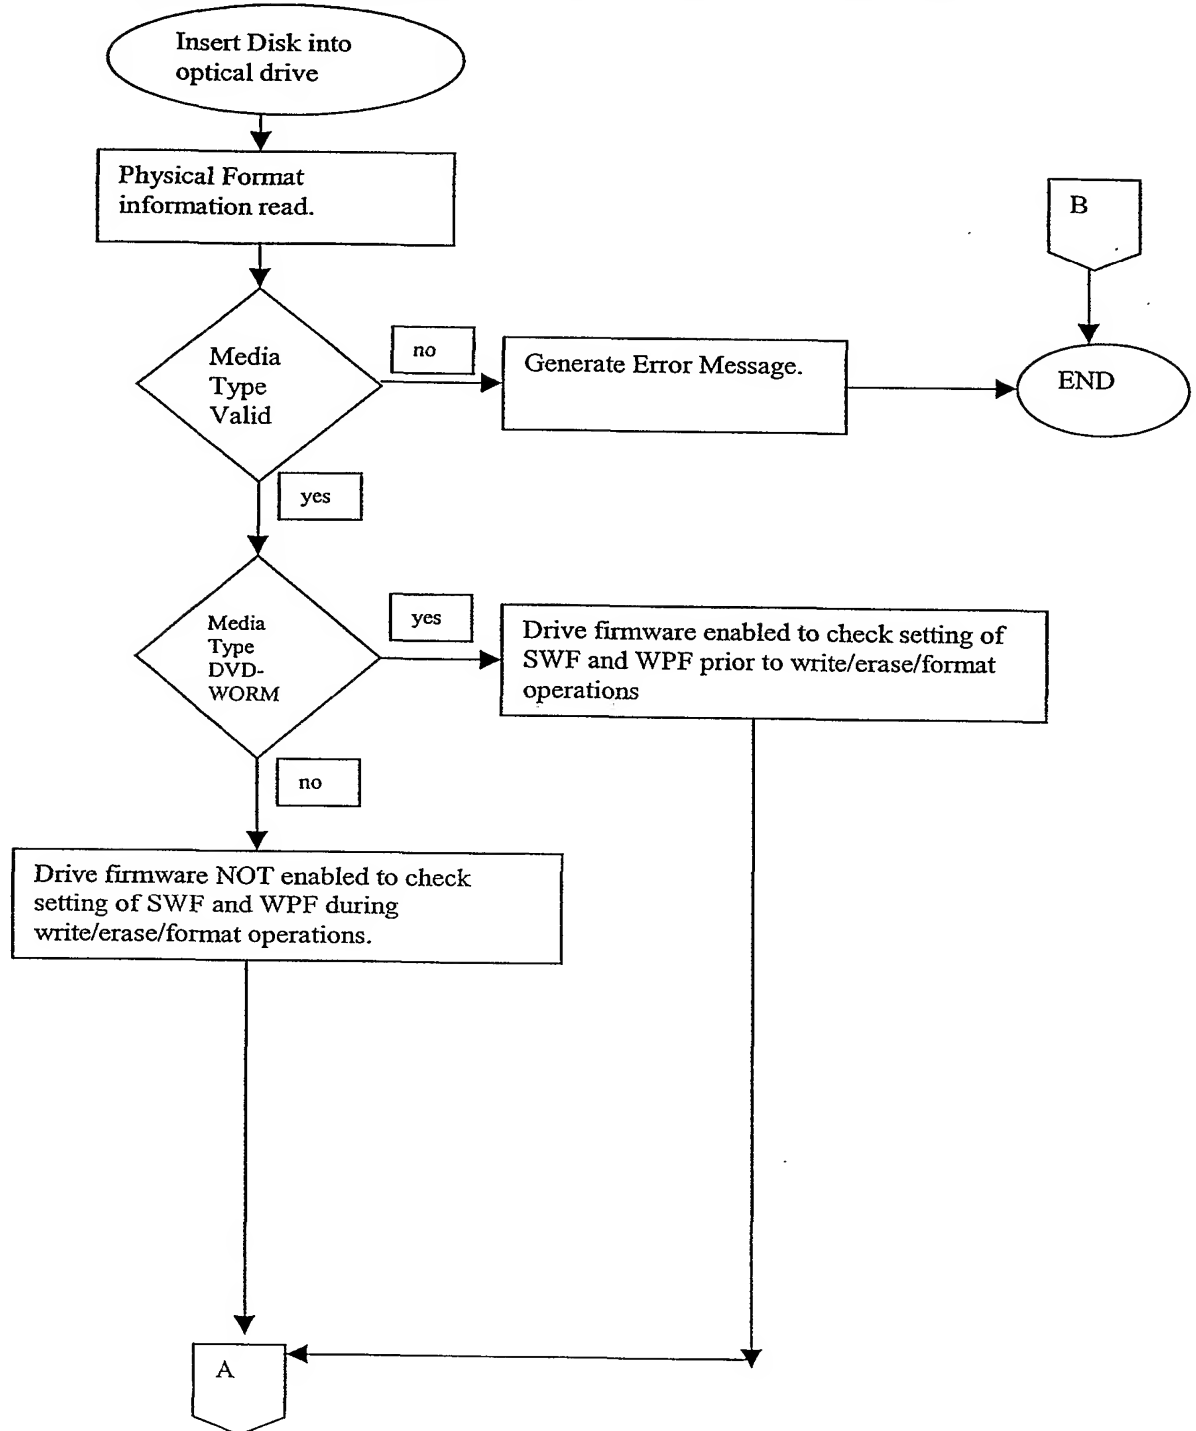 Insert Disk into
optical drive
Physical Format
information read.
B
Media
Type
Valid
no
Generate Error Message.
END
yes
Media
Type
DVD-
WORM
yes
Drive firmware enabled to check setting of
SWF and WPF prior to write/erase/format
operations
no
Drive firmware NOT enabled to check
setting of SWF and WPF during
write/erase/format operations.
A